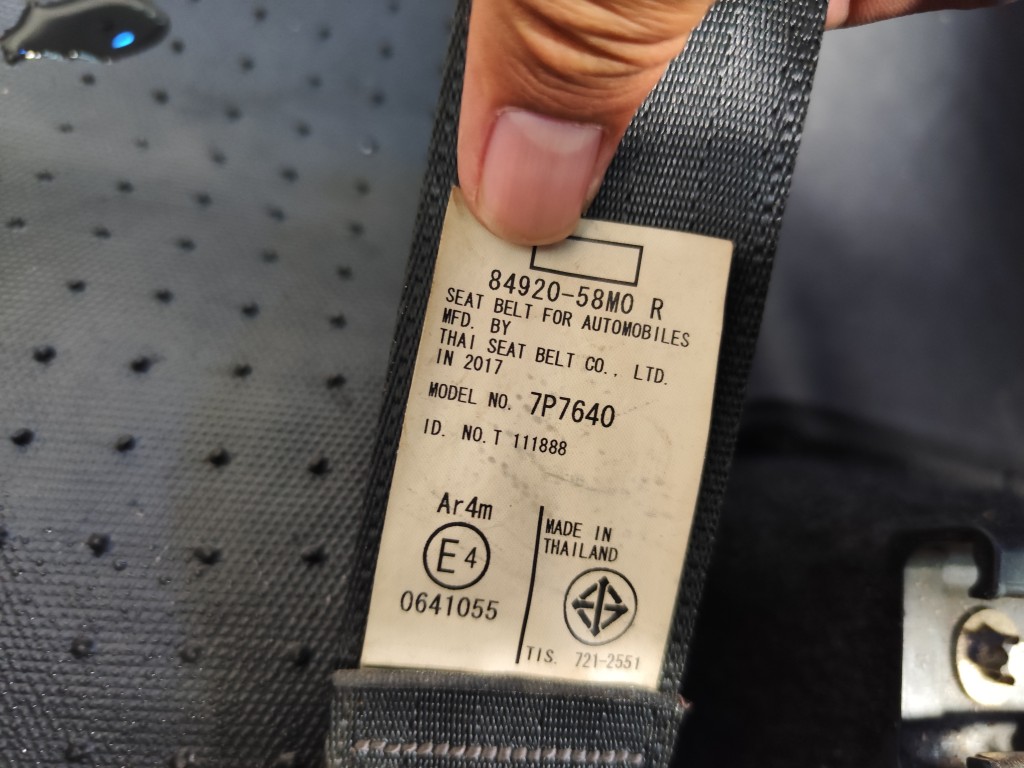 84920-58M0 R
SEAT BELT FOR AUTOMOBILES
MFD. BY
THAI SEAT BELT CO., LTD.
IN 2017
MODEL NO. 7P7640
ID. NO. T 111888
Ar4m
E4
0641055
MADE IN
THAILAND
TIS. 721-2551